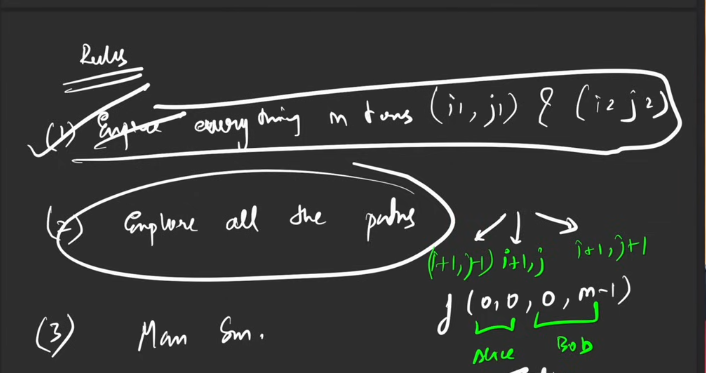 Rules
(1) Express everything in terms (i1, j1) & (i2 j2)
(2) Explore all the paths
(i+1, j-1) i+1, j i+1, j+1
f (0, 0, 0, m-1)
(3) Max Sum.
Alice Bob